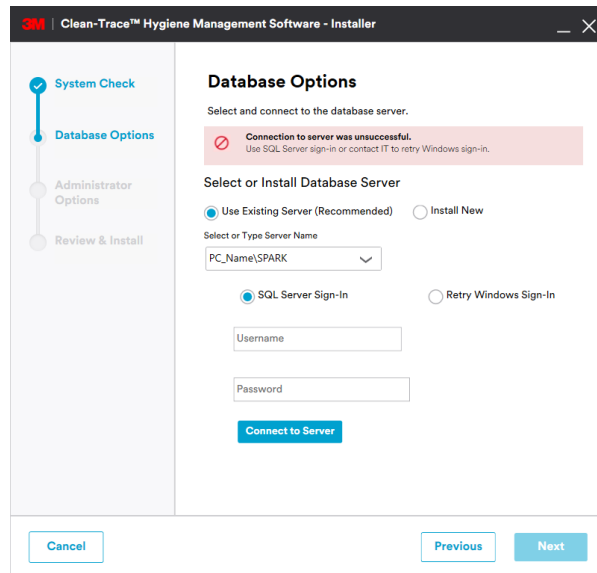 3M | Clean-Trace™ Hygiene Management Software - Installer
System Check
Database Options
Administrator
Options
Review & Install
Database Options
Select and connect to the database server.
Connection to server was unsuccessful.
Use SQL Server sign-in or contact IT to retry Windows sign-in.
Select or Install Database Server
Use Existing Server (Recommended) Install New
Select or Type Server Name
PC_Name\SPARK
SQL Server Sign-In Retry Windows Sign-In
Username
Password
Connect to Server
Cancel Previous Next